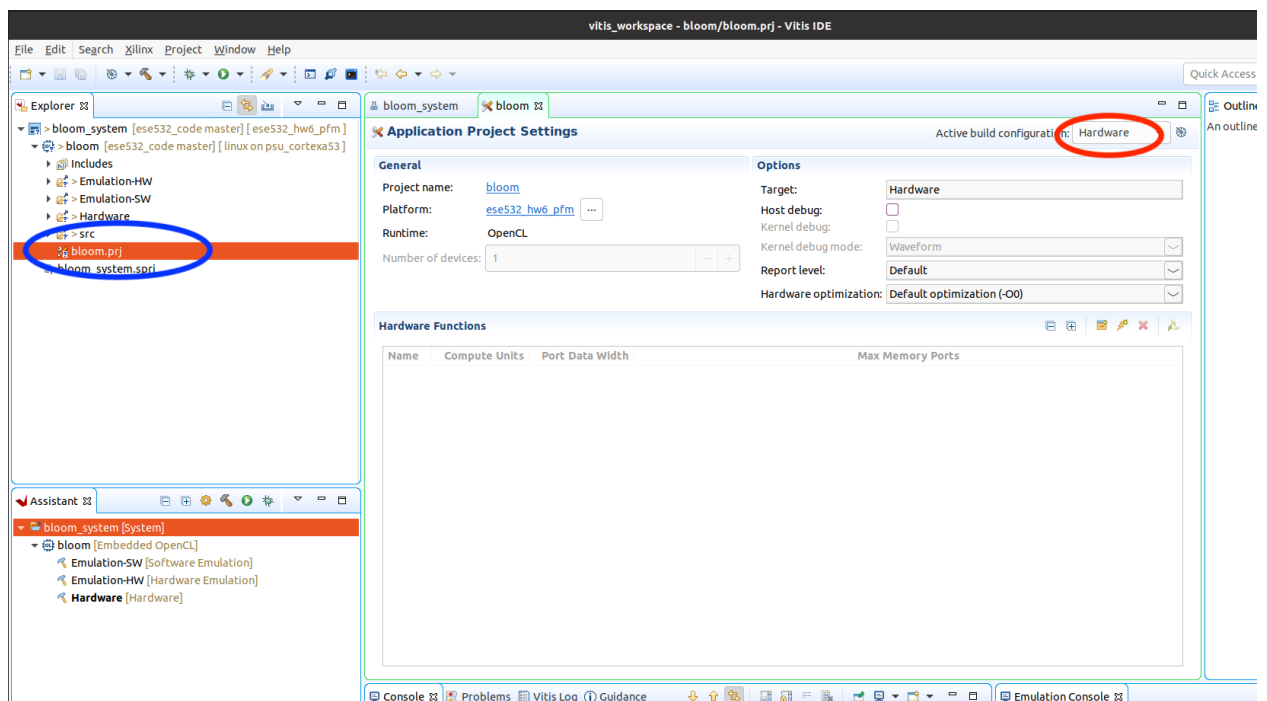 vitis_workspace - bloom/bloom.prj - Vitis IDE
File Edit Search Xilinx Project Window Help
Quick Access
Explorer
> bloom_system [ese532_code master] [ ese532_hw6_pfm ]
> bloom [ese532_code master] [ linux on psu_cortexa53 ]
Includes
> Emulation-HW
> Emulation-SW
> Hardware
> src
bloom.prj
bloom_system.sprj
bloom_system
bloom
Application Project Settings
Active build configuration: Hardware
General
Project name: bloom
Platform: ese532_hw6_pfm ...
Runtime: OpenCL
Number of devices: 1
Options
Target: Hardware
Host debug:
Kernel debug:
Kernel debug mode: Waveform
Report level: Default
Hardware optimization: Default optimization (-O0)
Hardware Functions
Name Compute Units Port Data Width Max Memory Ports
Outline
An outline
Assistant
bloom_system [System]
bloom [Embedded OpenCL]
Emulation-SW [Software Emulation]
Emulation-HW [Hardware Emulation]
Hardware [Hardware]
Console Problems Vitis Log Guidance
Emulation Console